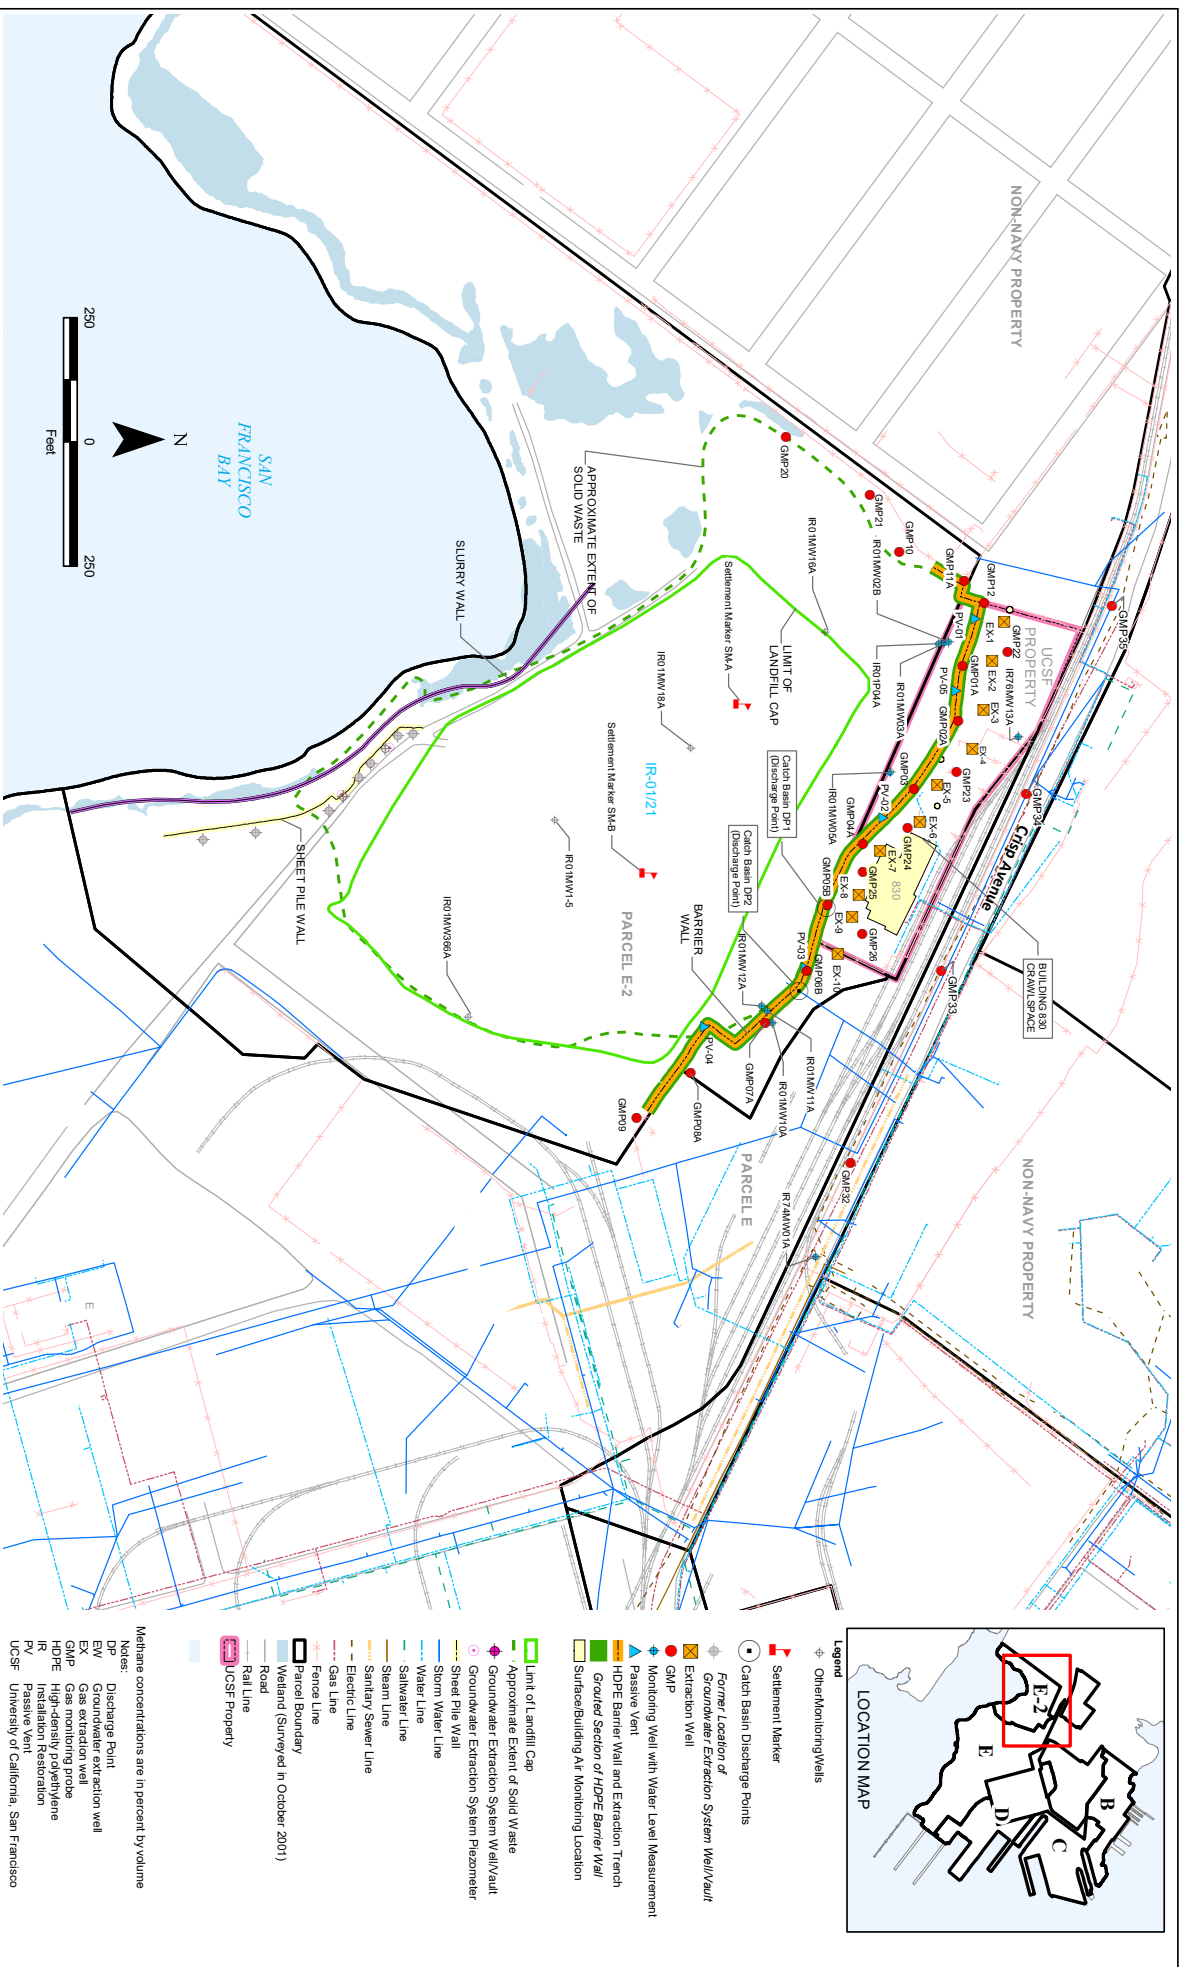 NON-NAVY PROPERTY
GMP35
UCSF
PROPERTY
GMP12
GMP11A
GMP10
GMP21
GMP20
IR01MW02B
PV-01
EX-1
GMP22
EX-2
IR76MW13A
GMP01A
EX-3
PV-05
GMP02A
EX-4
GMP34
Crisp Avenue
IR01MW16A
IR01P04A
IR01MW03A
GMP23
EX-5
GMP03
PV-02
EX-6
GMP24
GMP04A
IR01MW05A
EX-7
830
GMP25
EX-8
GMP05B
EX-9
GMP26
EX-10
PV-03
GMP06B
BUILDING 830
CRAWLSPACE
GMP33
Catch Basin DP1
(Discharge Point)
Catch Basin DP2
(Discharge Point)
LIMIT OF
LANDFILL CAP
Settlement Marker SM-A
IR01MW18A
IR-01/21
Settlement Marker SM-B
IR01MW1-5
PARCEL E-2
BARRIER
WALL
IR01MW12A
IR01MW11A
IR01MW10A
GMP07A
PV-04
GMP08A
GMP09
IR01MW366A
APPROXIMATE EXTENT OF
SOLID WASTE
SLURRY WALL
SHEET PILE WALL
PARCEL E
GMP32
IR74MW01A
NON-NAVY PROPERTY
E
SAN
FRANCISCO
BAY
N
250
0
250
Feet
E-2
E
B
D
C
LOCATION MAP
Legend
OtherMonitoringWells
Settlement Marker
Catch Basin Discharge Points
Former Location of
Groundwater Extraction System Well/Vault
Extraction Well
GMP
Monitoring Well with Water Level Measurement
Passive Vent
HDPE Barrier Wall and Extraction Trench
Grouted Section of HDPE Barrier Wall
Surface/Building Air Monitoring Location
Limit of Landfill Cap
Approximate Extent of Solid Waste
Groundwater Extraction System Well/Vault
Groundwater Extraction System Piezometer
Sheet Pile Wall
Storm Water Line
Water Line
Saltwater Line
Steam Line
Sanitary Sewer Line
Electric Line
Gas Line
Fence Line
Parcel Boundary
Wetland (Surveyed in October 2001)
Road
Rail Line
UCSF Property
Methane concentrations are in percent by volume
Notes:
DP Discharge Point
EW Groundwater extraction well
EX Gas extraction well
GMP Gas monitoring probe
HDPE High-density polyethylene
IR Installation Restoration
PV Passive Vent
UCSF University of California, San Francisco